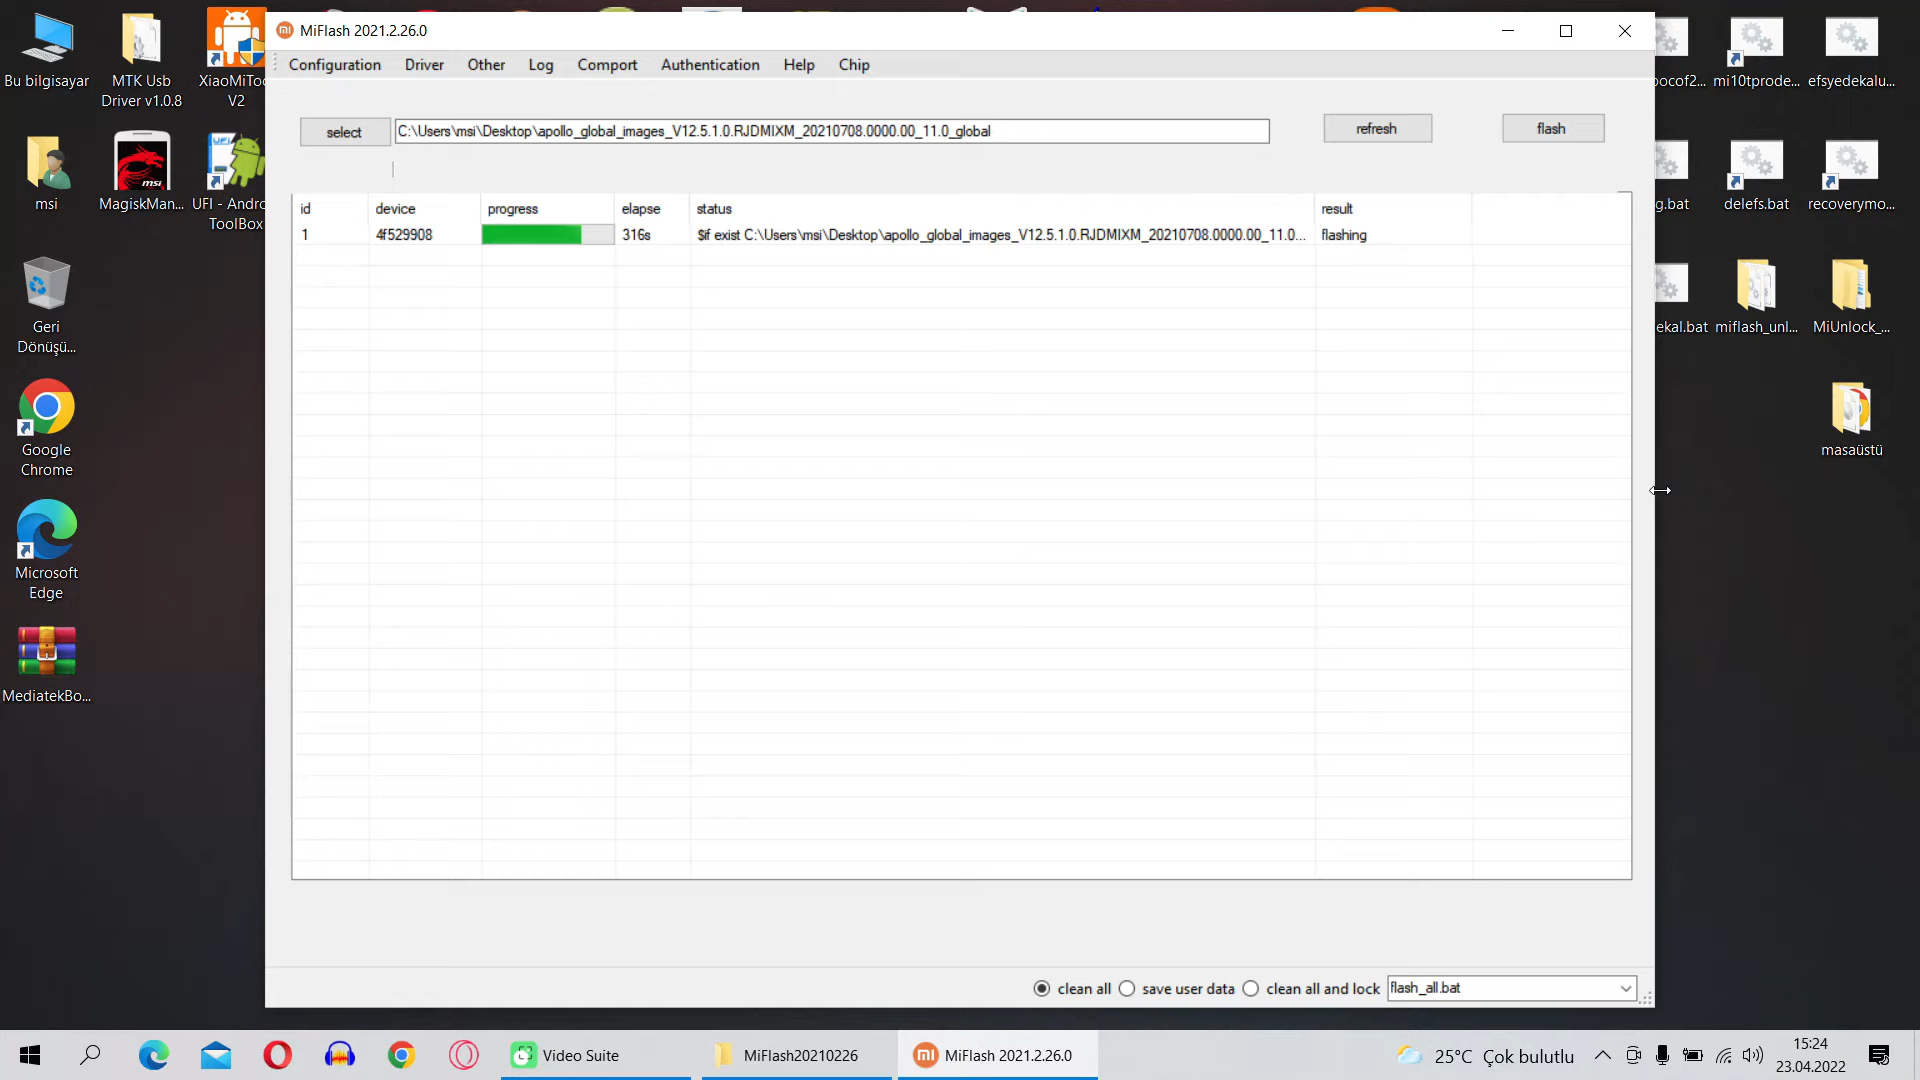 MiFlash 2021.2.26.0
Configuration Driver Other Log Comport Authentication Help Chip
select C:\Users\msi\Desktop\apollo_global_images_V12.5.1.0.RJDMIXM_20210708.0000.00_11.0_global refresh flash
id device progress elapse status result
1 4f529908 316s $if exist C:\Users\msi\Desktop\apollo_global_images_V12.5.1.0.RJDMIXM_20210708.0000.00_11.0... flashing
clean all save user data clean all and lock flash_all.bat
Bu bilgisayar
MTK Usb
Driver v1.0.8
XiaoMiToo
V2
msi
msi
MagiskMan...
UFI
UFI - Andro
ToolBox
Geri
Dönüşü...
Google
Chrome
Microsoft
Edge
MediatekBo...
pocof2...
mi10tprode...
efsyedekalu...
g.bat
delefs.bat
recoverymo...
ekal.bat
miflash_unl...
MiUnlock_...
masaüstü
Video Suite
MiFlash20210226
MiFlash 2021.2.26.0
25°C Çok bulutlu
15:24
23.04.2022